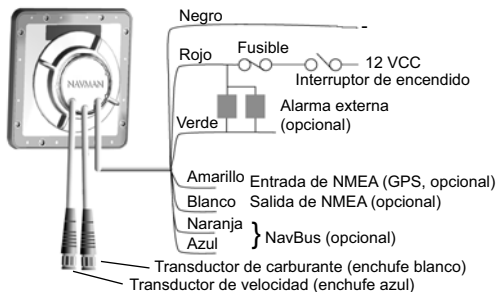 Negro
-
Rojo
Fusible
12 VCC
Interruptor de encendido
NAVMAN
Alarma externa
(opcional)
Verde
Amarillo Entrada de NMEA (GPS, opcional)
Blanco Salida de NMEA (opcional)
Naranja
Azul
} NavBus (opcional)
Transductor de carburante (enchufe blanco)
Transductor de velocidad (enchufe azul)